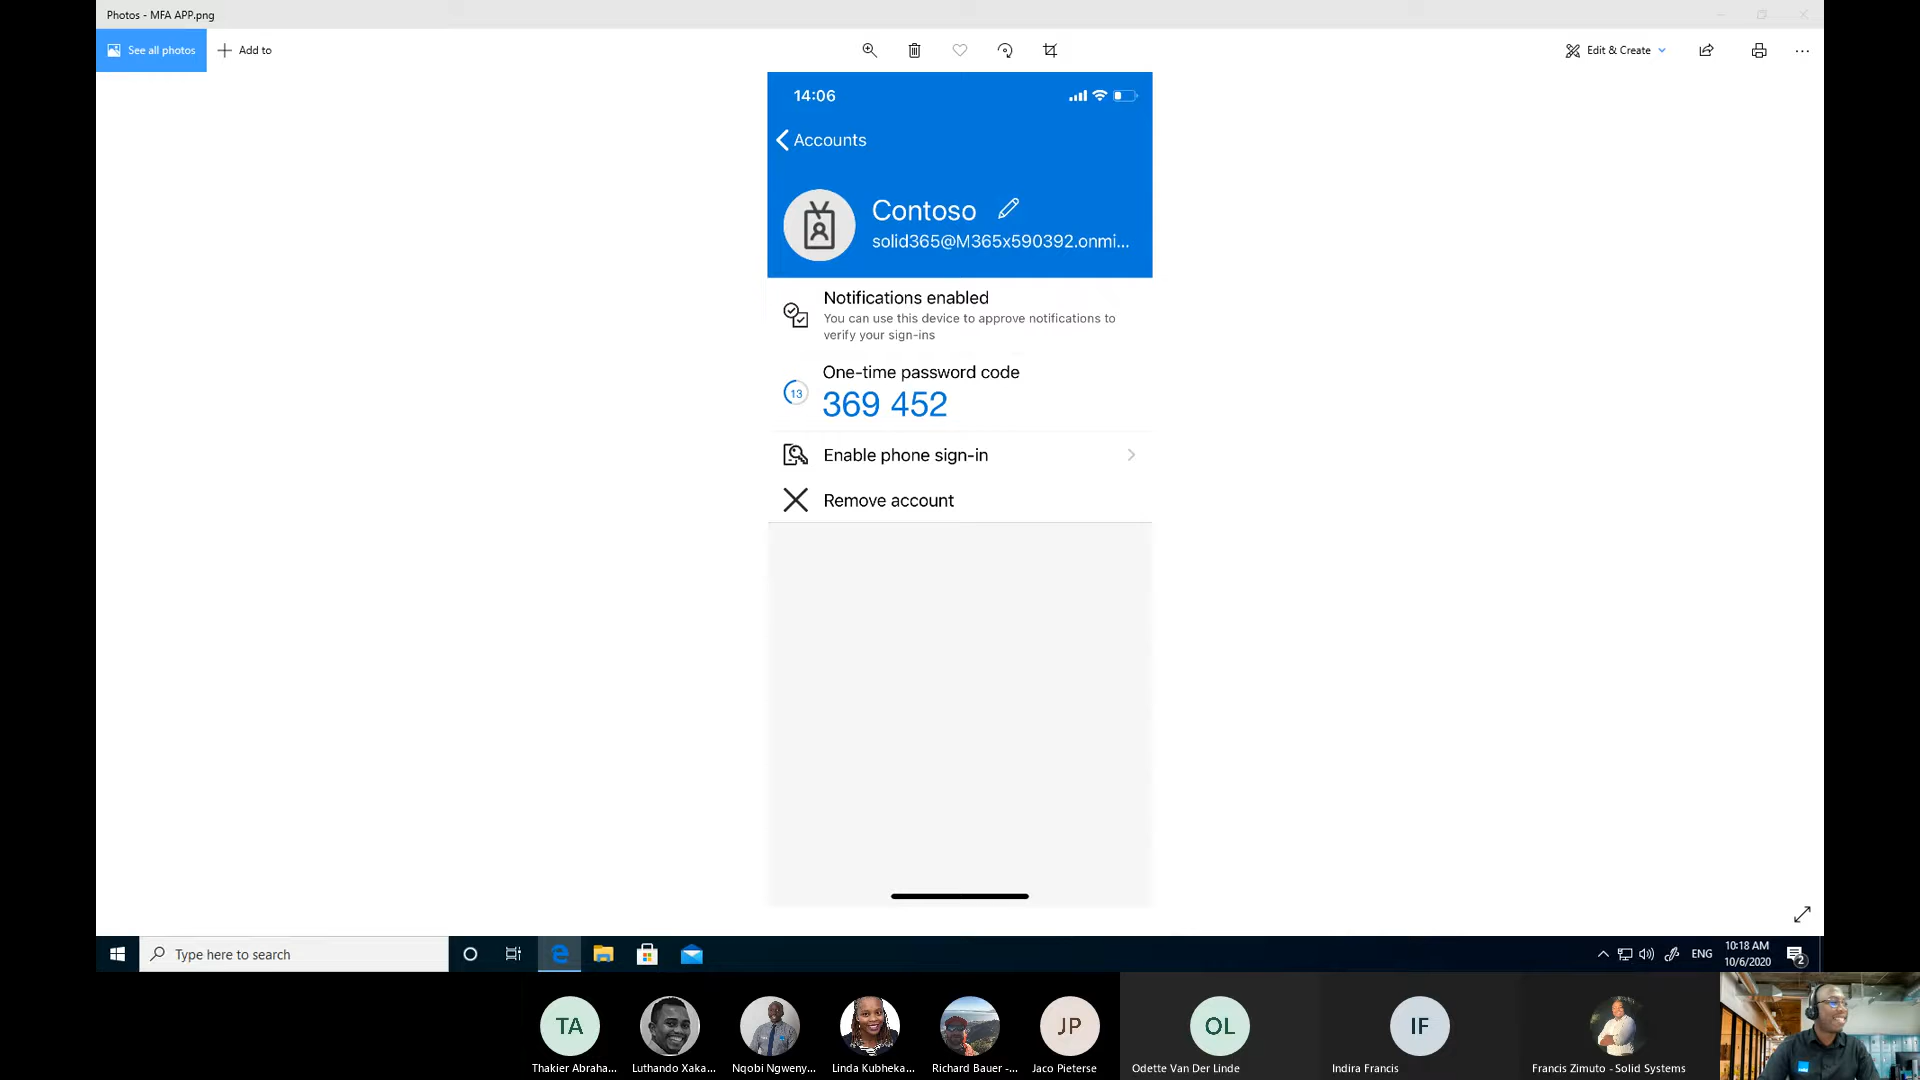 Photos - MFA APP.png
See all photos
Add to
Edit & Create
14:06
Accounts
Contoso
solid365@M365x590392.onmi...
Notifications enabled
You can use this device to approve notifications to
verify your sign-ins
One-time password code
13
369 452
Enable phone sign-in
Remove account
Type here to search
ENG
10:18 AM
10/6/2020
2
TA
JP
OL
IF
Thakier Abraha...
Luthando Xaka...
Nqobi Ngweny...
Linda Kubheka...
Richard Bauer -...
Jaco Pieterse
Odette Van Der Linde
Indira Francis
Francis Zimuto - Solid Systems